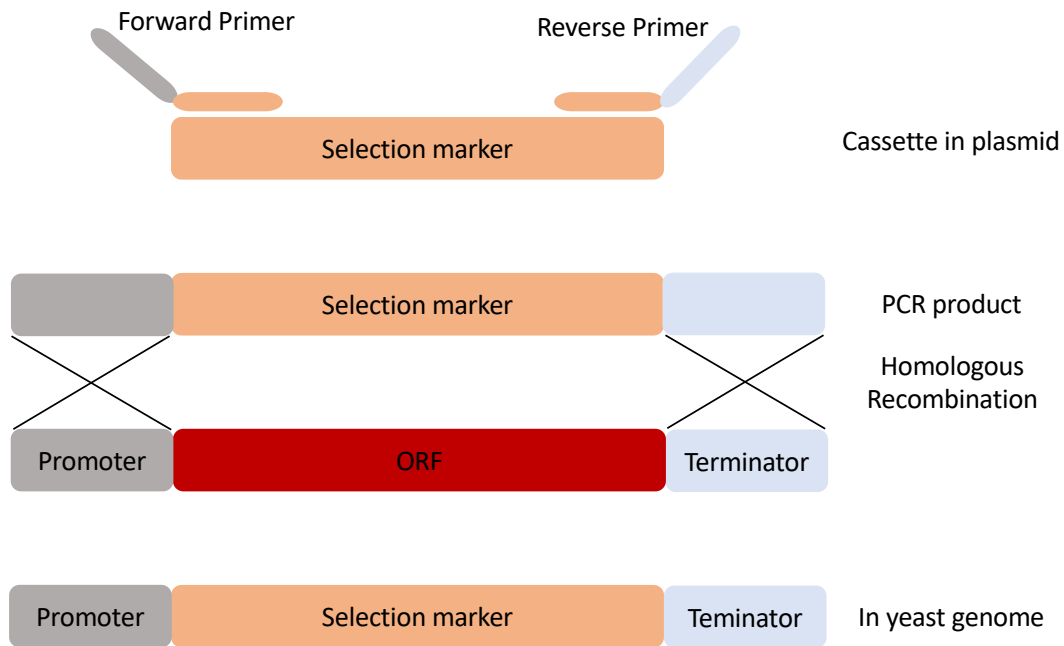 Forward Primer
Reverse Primer
Selection marker
Cassette in plasmid
Selection marker
PCR product
Homologous
Recombination
Promoter
ORF
Terminator
Promoter
Selection marker
Teminator
In yeast genome